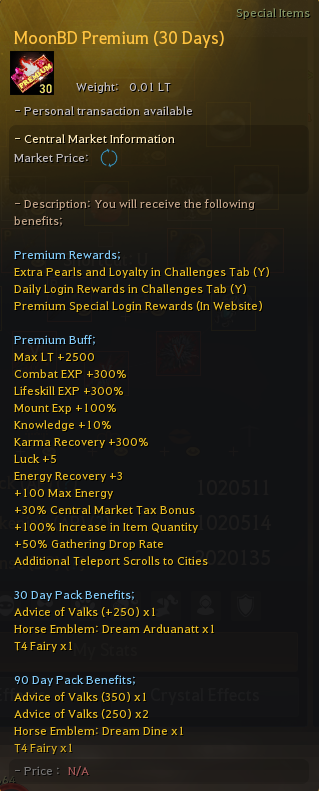 Special Items
MoonBD Premium (30 Days)
30
Weight: 0.01 LT
- Personal transaction available
- Central Market Information
Market Price:
- Description: You will receive the following
benefits;
Premium Rewards;
Extra Pearls and Loyalty in Challenges Tab (Y)
Daily Login Rewards in Challenges Tab (Y)
Premium Special Login Rewards (In Website)
Premium Buff;
Max LT +2500
Combat EXP +300%
Lifeskill EXP +300%
Mount Exp +100%
Knowledge +10%
Karma Recovery +300%
Luck +5
Energy Recovery +3
+100 Max Energy
1020511
+30% Central Market Tax Bonus
+100% Increase in Item Quantity
1020514
+50% Gathering Drop Rate
2020135
Additional Teleport Scrolls to Cities
30 Day Pack Benefits;
Advice of Valks (+250) x1
Horse Emblem: Dream Arduanatt x1
T4 Fairy x1
My Stats
90 Day Pack Benefits;
Advice of Valks (350) x1
Crystal Effects
Advice of Valks (250) x2
Horse Emblem: Dream Dine x1
T4 Fairy x1
- Price : N/A